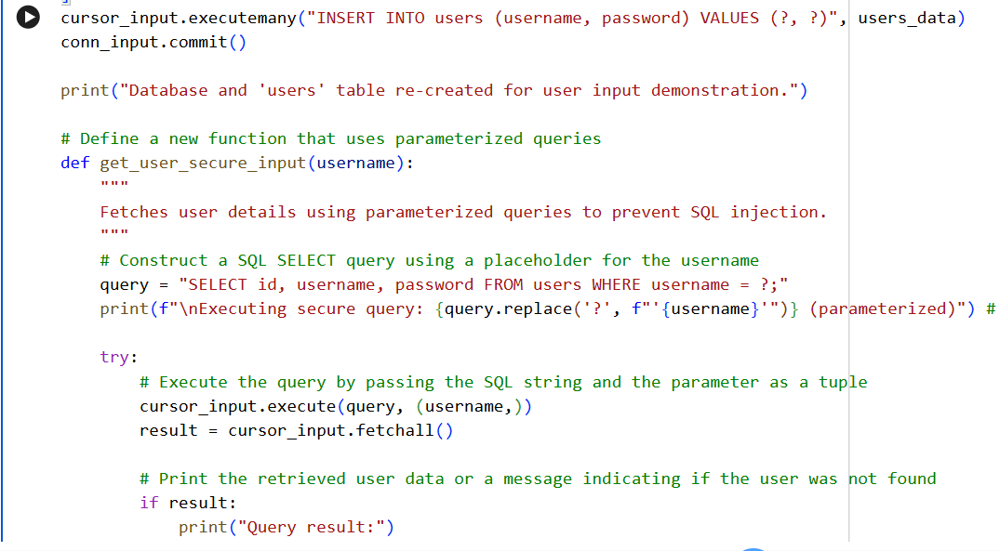 ]
cursor_input.executemany("INSERT INTO users (username, password) VALUES (?, ?)", users_data)
conn_input.commit()
print("Database and 'users' table re-created for user input demonstration.")
# Define a new function that uses parameterized queries
def get_user_secure_input(username):
"""
Fetches user details using parameterized queries to prevent SQL injection.
"""
# Construct a SQL SELECT query using a placeholder for the username
query = "SELECT id, username, password FROM users WHERE username = ?;"
print(f"\nExecuting secure query: {query.replace('?', f"'{username}'")} (parameterized)") #
try:
# Execute the query by passing the SQL string and the parameter as a tuple
cursor_input.execute(query, (username,))
result = cursor_input.fetchall()
# Print the retrieved user data or a message indicating if the user was not found
if result:
print("Query result:")